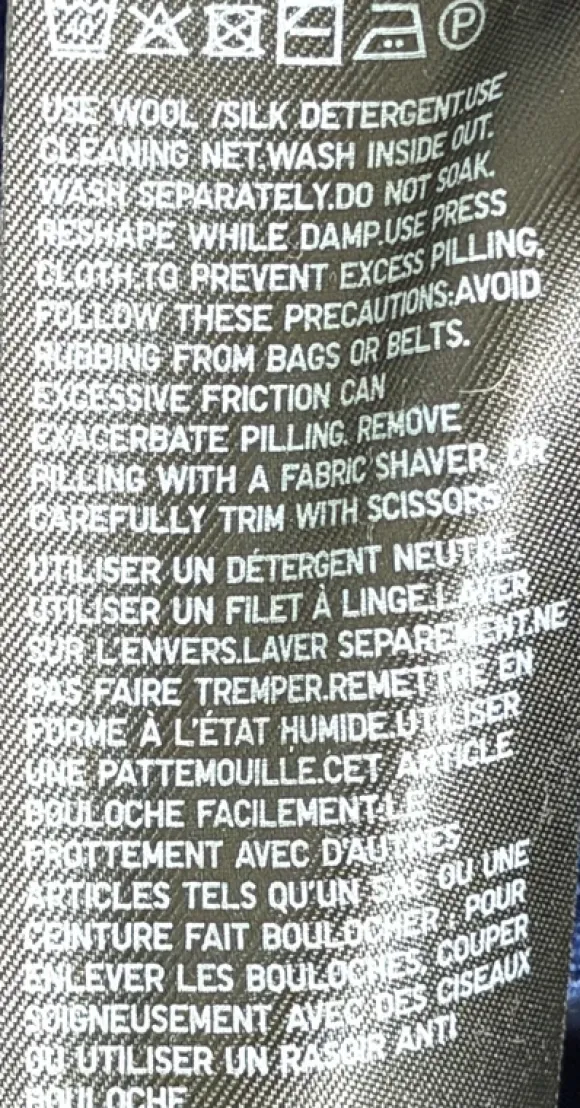 40 P
USE WOOL /SILK DETERGENT.USE
CLEANING NET.WASH INSIDE OUT.
WASH SEPARATELY.DO NOT SOAK.
RESHAPE WHILE DAMP.USE PRESS
CLOTH.TO PREVENT EXCESS PILLING,
FOLLOW THESE PRECAUTIONS:AVOID
RUBBING FROM BAGS OR BELTS.
EXCESSIVE FRICTION CAN
EXACERBATE PILLING. REMOVE
PILLING WITH A FABRIC SHAVER, OR
CAREFULLY TRIM WITH SCISSORS.
UTILISER UN DÉTERGENT NEUTRE.
UTILISER UN FILET À LINGE.LAVER
SUR L'ENVERS.LAVER SEPAREMENT.NE
PAS FAIRE TREMPER.REMETTRE EN
FORME À L'ÉTAT HUMIDE.UTILISER
UNE PATTEMOUILLE.CET ARTICLE
BOULOCHE FACILEMENT.LE
FROTTEMENT AVEC D'AUTRES
ARTICLES TELS QU'UN SAC OU UNE
CEINTURE FAIT BOULOCHER ; POUR
ENLEVER LES BOULOCHES, COUPER
SOIGNEUSEMENT AVEC DES CISEAUX
OU UTILISER UN RASOIR ANTI
BOULOCHE